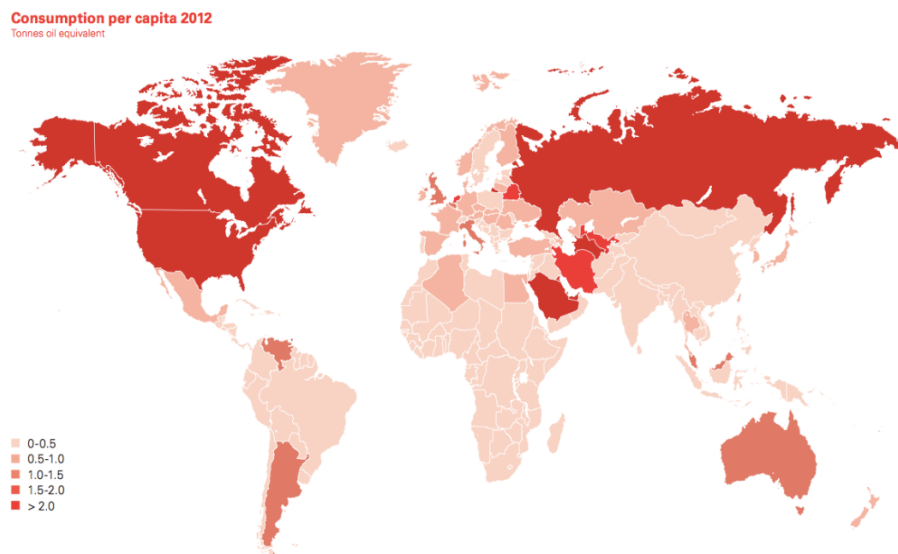 Consumption per capita 2012
Tonnes oil equivalent
0-0.5
0.5-1.0
1.0-1.5
1.5-2.0
> 2.0